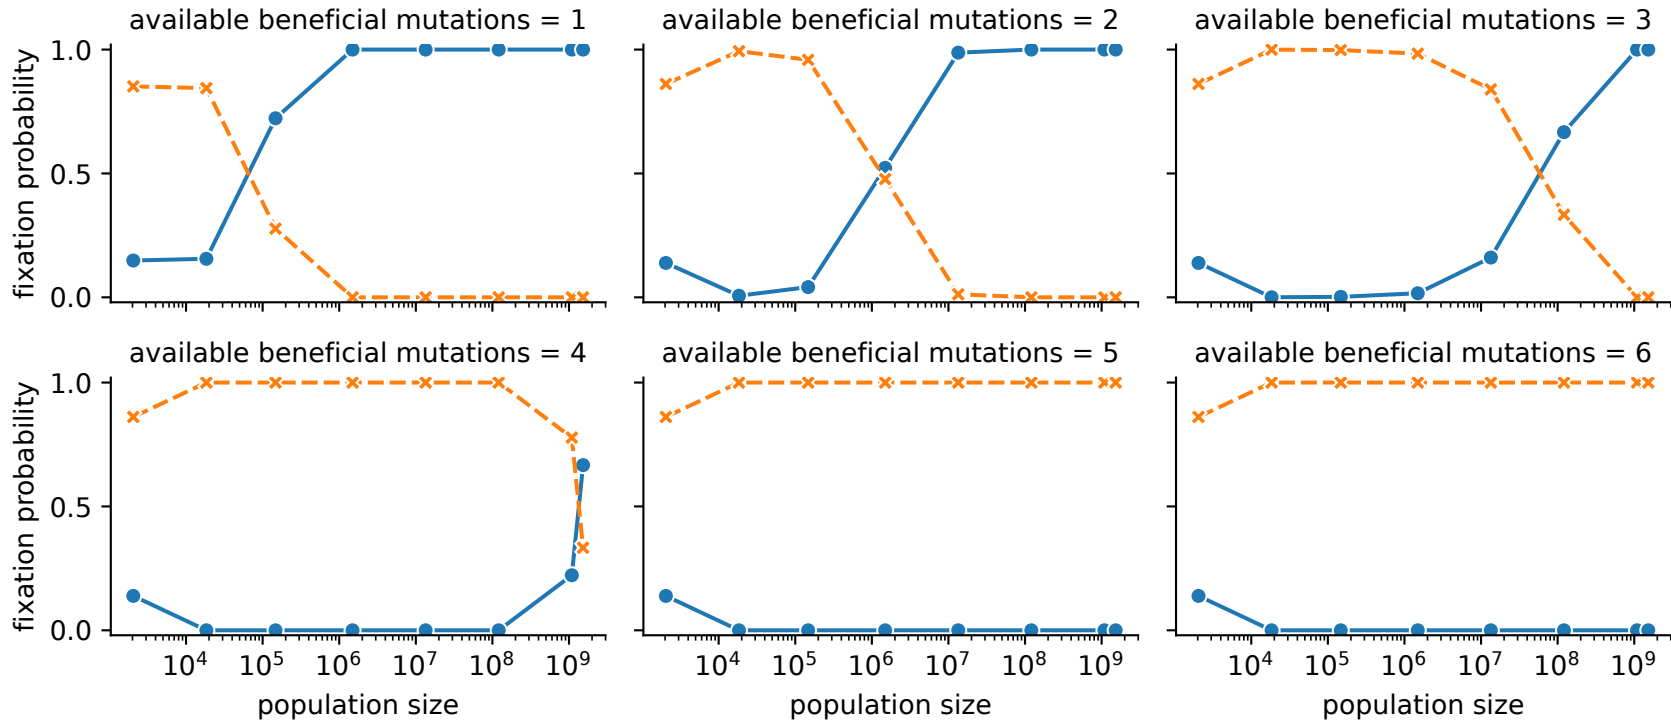 available beneficial mutations = 1
available beneficial mutations = 2
available beneficial mutations = 3
fixation probability
1.0
0.5
0.0
available beneficial mutations = 4
available beneficial mutations = 5
available beneficial mutations = 6
fixation probability
1.0
0.5
0.0
10⁴ 10⁵ 10⁶ 10⁷ 10⁸ 10⁹
10⁴ 10⁵ 10⁶ 10⁷ 10⁸ 10⁹
10⁴ 10⁵ 10⁶ 10⁷ 10⁸ 10⁹
population size
population size
population size